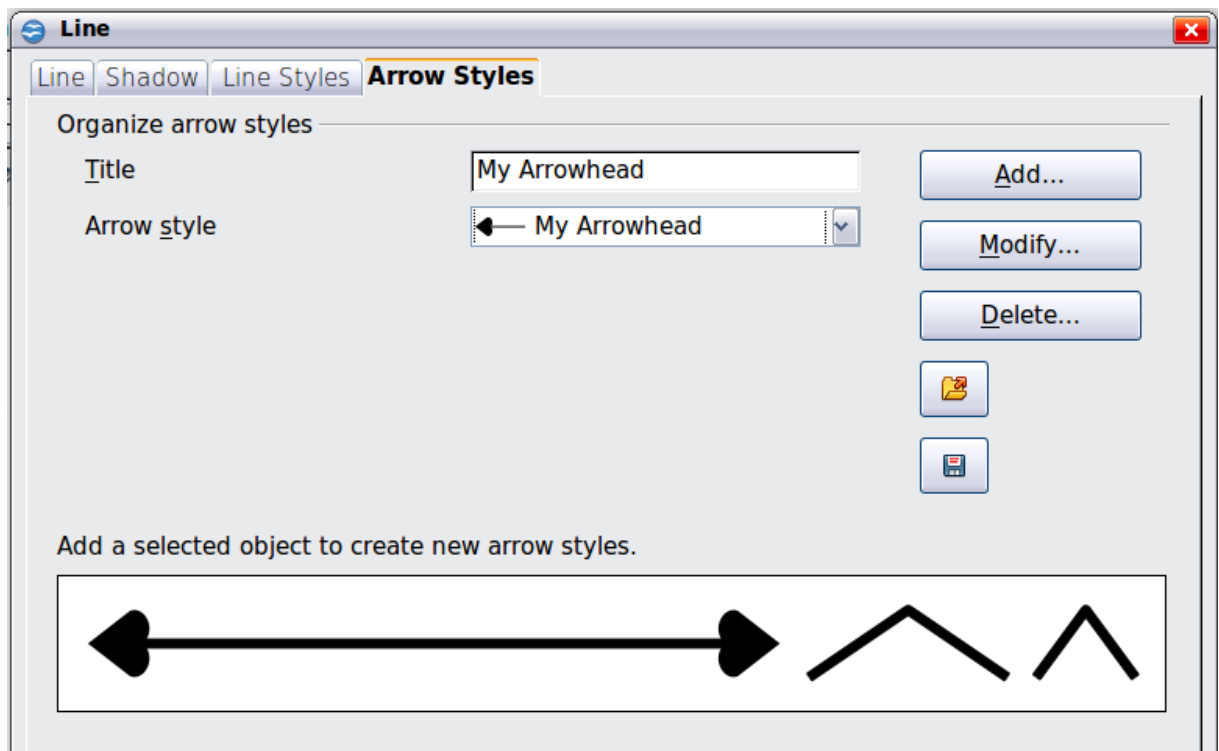 Line
Line Shadow Line Styles Arrow Styles
Organize arrow styles
Title My Arrowhead Add...
Arrow style My Arrowhead Modify...
Delete...
Add a selected object to create new arrow styles.